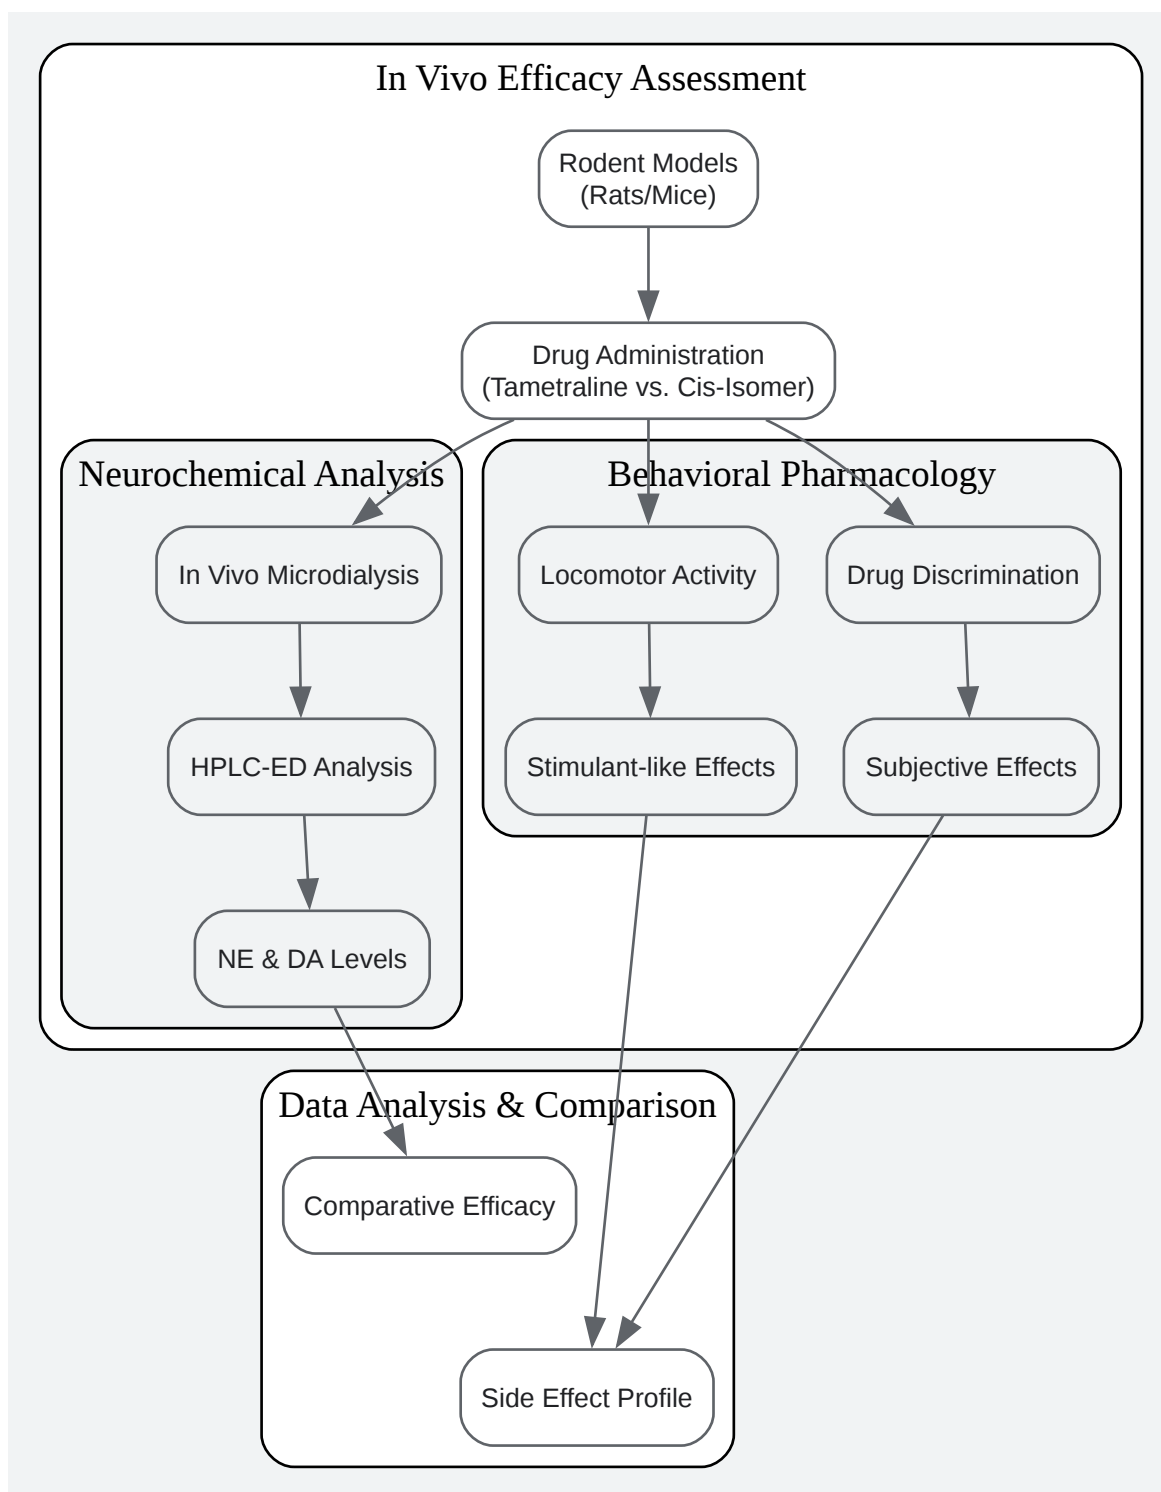 In Vivo Efficacy Assessment
Rodent Models
(Rats/Mice)
Drug Administration
(Tametraline vs. Cis-Isomer)
Neurochemical Analysis
Behavioral Pharmacology
In Vivo Microdialysis
Locomotor Activity
Drug Discrimination
HPLC-ED Analysis
Stimulant-like Effects
Subjective Effects
NE & DA Levels
Data Analysis & Comparison
Comparative Efficacy
Side Effect Profile